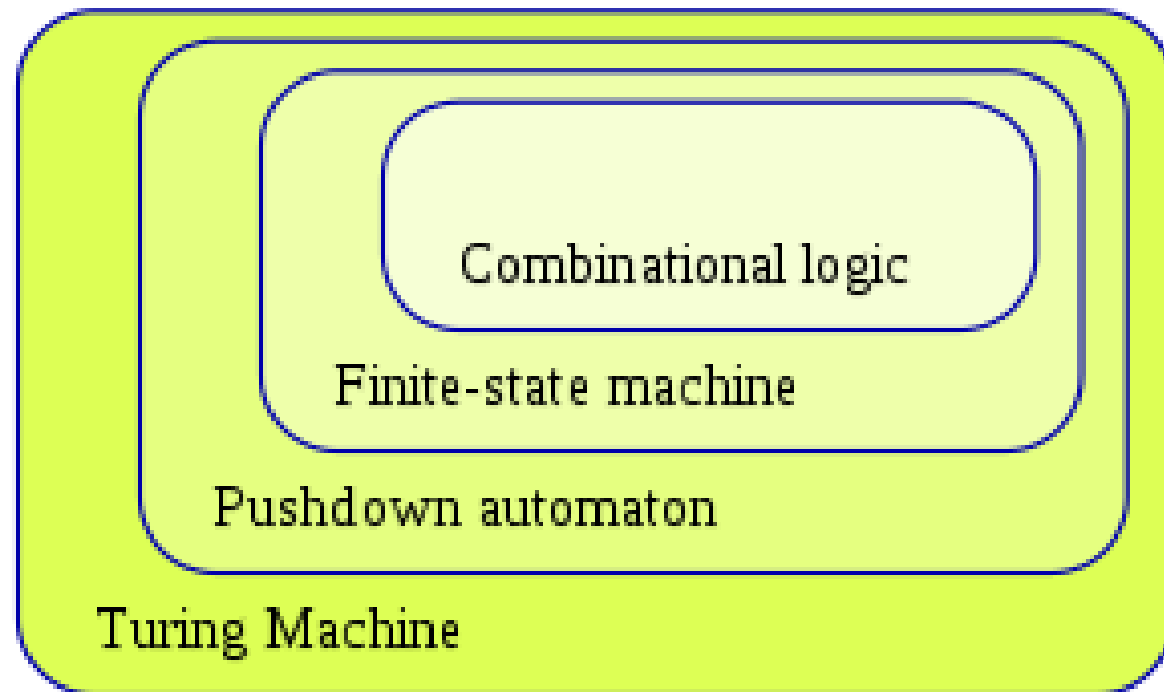 Combinational logic
Finite-state machine
Pushdown automaton
Turing Machine